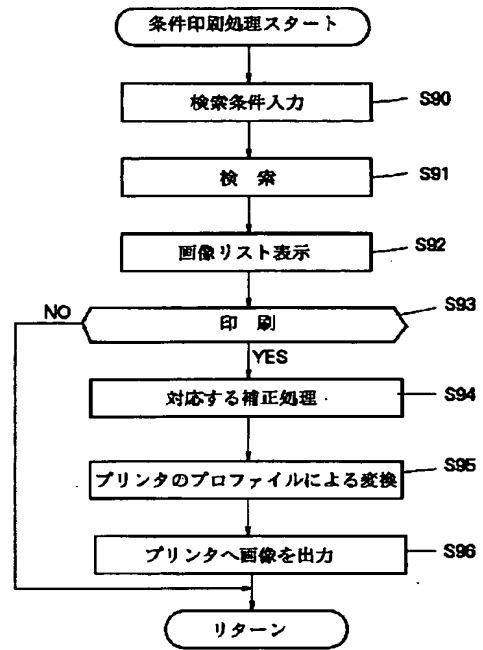 条件印刷処理スタート
検索条件入力
S90
検 索
S91
画像リスト表示
S92
印 刷
S93
NO
YES
対応する補正処理
S94
プリンタのプロファイルによる変換
S95
プリンタへ画像を出力
S96
リターン